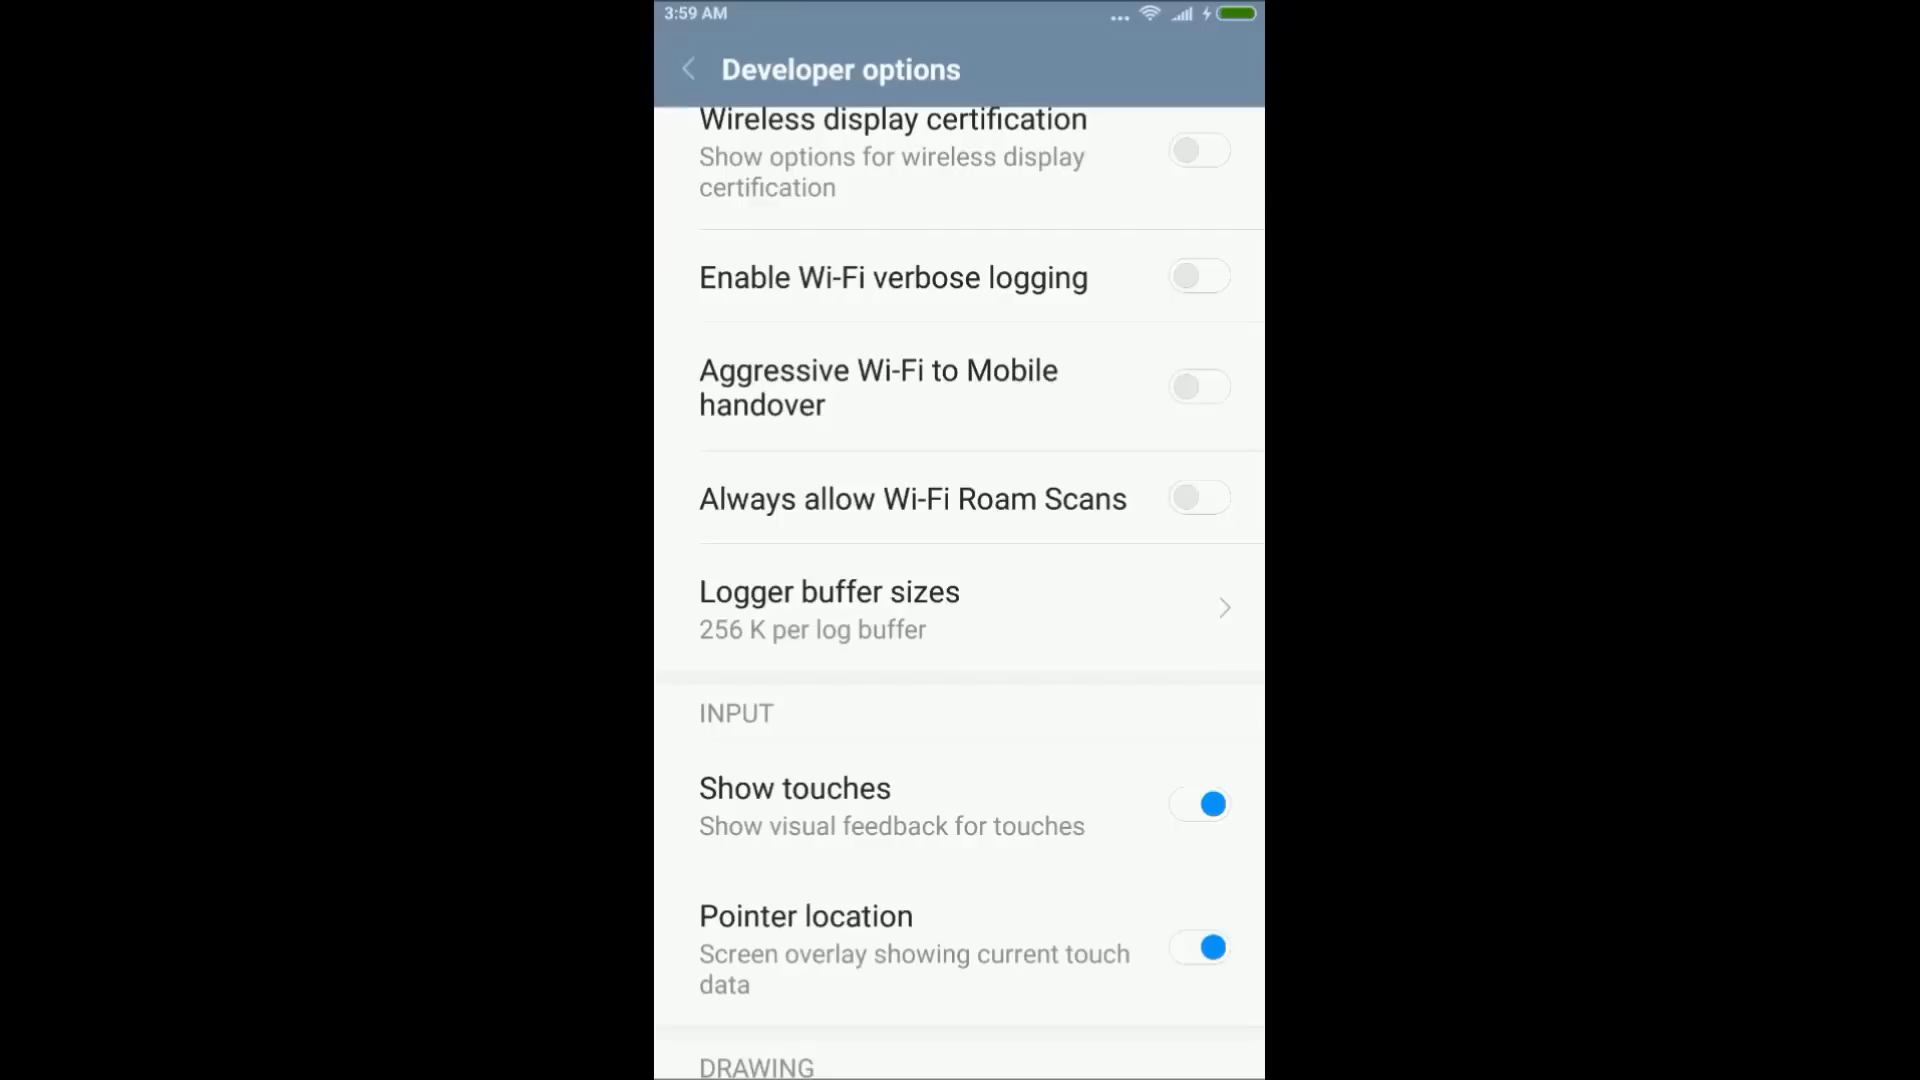 3:59 AM
Developer options
Wireless display certification
Show options for wireless display
certification
Enable Wi-Fi verbose logging
Aggressive Wi-Fi to Mobile
handover
Always allow Wi-Fi Roam Scans
Logger buffer sizes
256 K per log buffer
INPUT
Show touches
Show visual feedback for touches
Pointer location
Screen overlay showing current touch
data
DRAWING